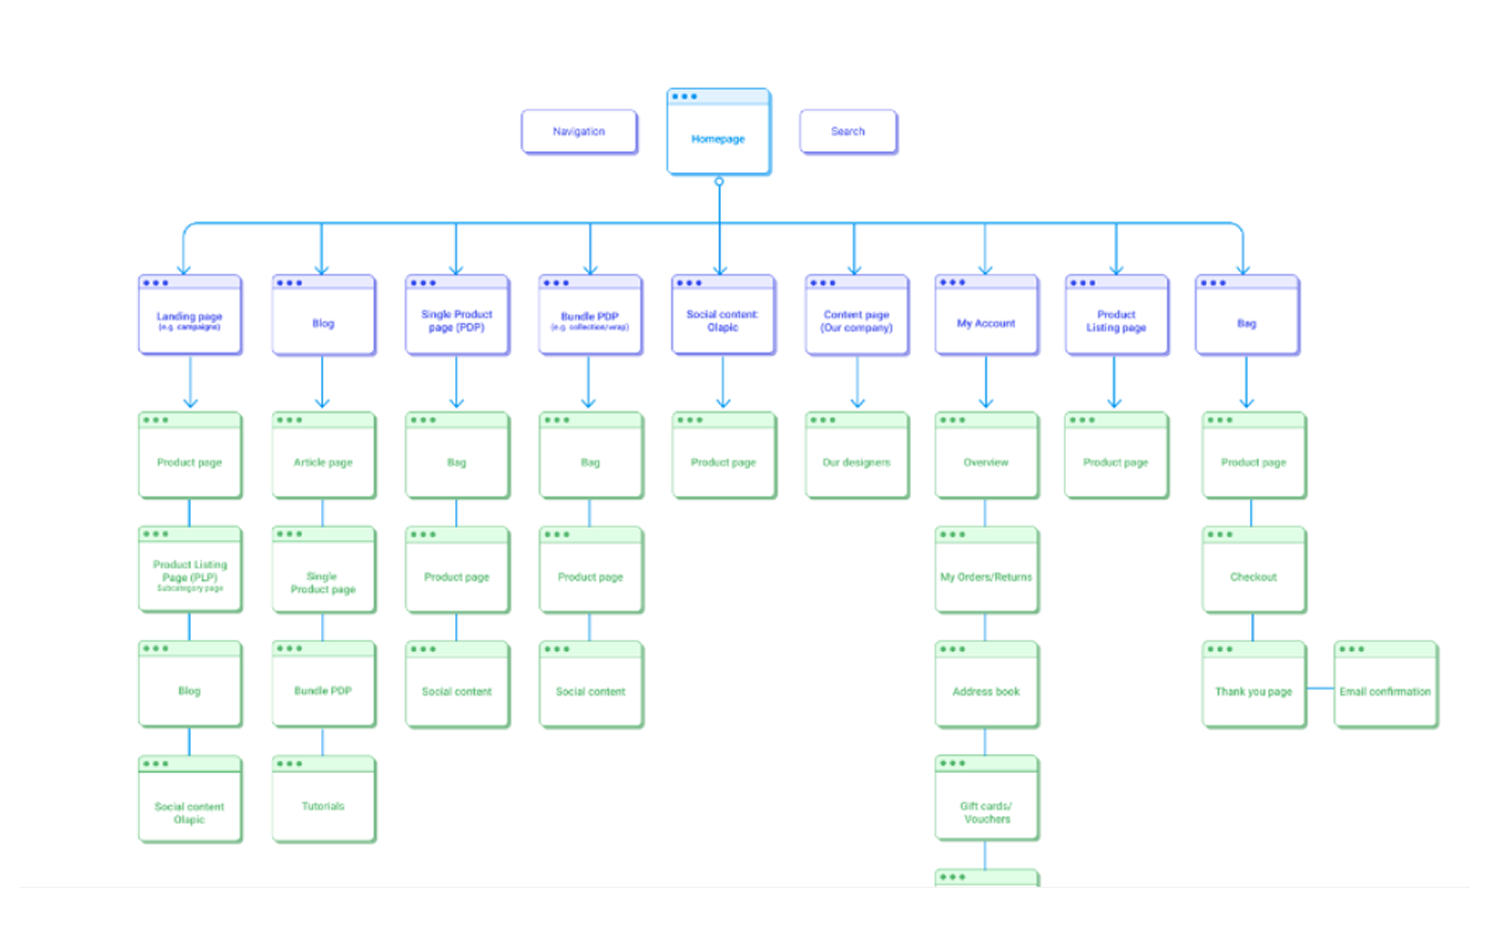 Navigation
Homepage
Search
Landing page
(e.g. campaigns)
Blog
Single Product
page (PDP)
Bundle PDP
(e.g. collection/wrap)
Social content:
Olapic
Content page
(Our company)
My Account
Product
Listing page
Bag
Product page
Article page
Bag
Bag
Product page
Our designers
Overview
Product page
Product page
Product Listing
Page (PLP)
Subcategory page
Single
Product page
Product page
Product page
My Orders/Returns
Checkout
Blog
Bundle PDP
Social content
Social content
Address book
Thank you page
Email confirmation
Social content
Olapic
Tutorials
Gift cards/
Vouchers